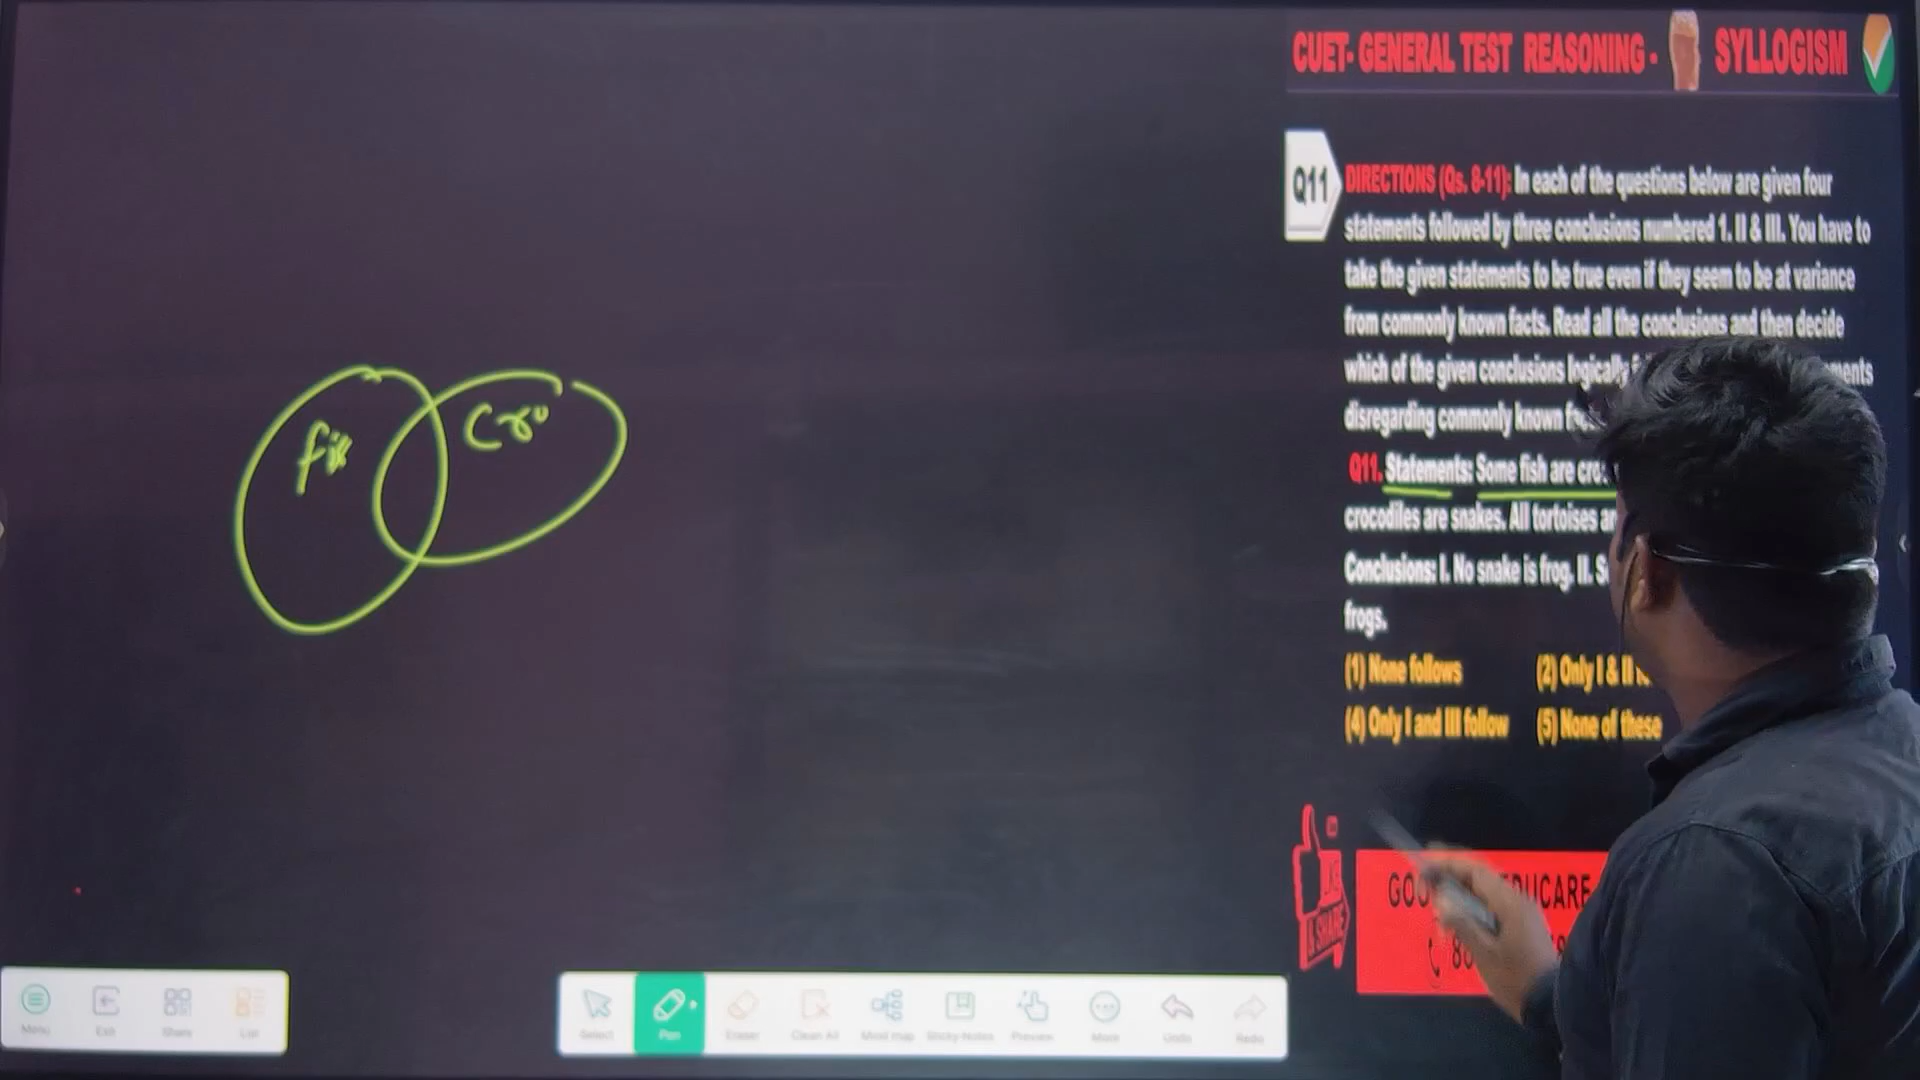 CUET- GENERAL TEST REASONING - SYLLOGISM
Q11
DIRECTIONS (Qs. 8-11): In each of the questions below are given four
statements followed by three conclusions numbered 1. II & III. You have to
take the given statements to be true even if they seem to be at variance
from commonly known facts. Read all the conclusions and then decide
which of the given conclusions logically
disregarding commonly known
Q11. Statements: Some fish are
crocodiles are snakes. All tortoises
Conclusions: I. No snake is frog. II.
frogs.
(1) None follows (2) Only I & II
(4) Only I and III follow (5) None of these
fis
Cro
LIKE
& SHARE
EDUCARE
Menu Exit Share List
Select Pen Eraser Clean All Mind map Sticky-Notes Preview More Undo Redo